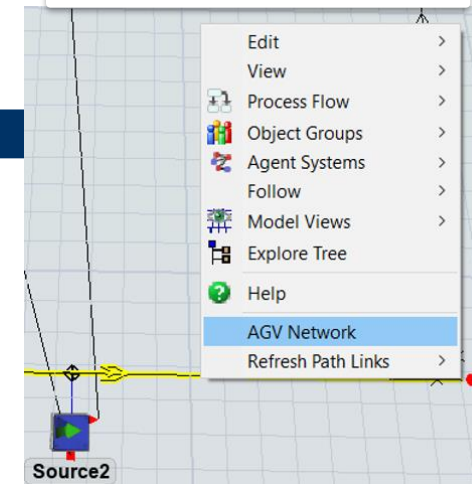 Edit
View
Process Flow
Object Groups
Agent Systems
Follow
Model Views
Explore Tree
Help
AGV Network
Refresh Path Links
Source2